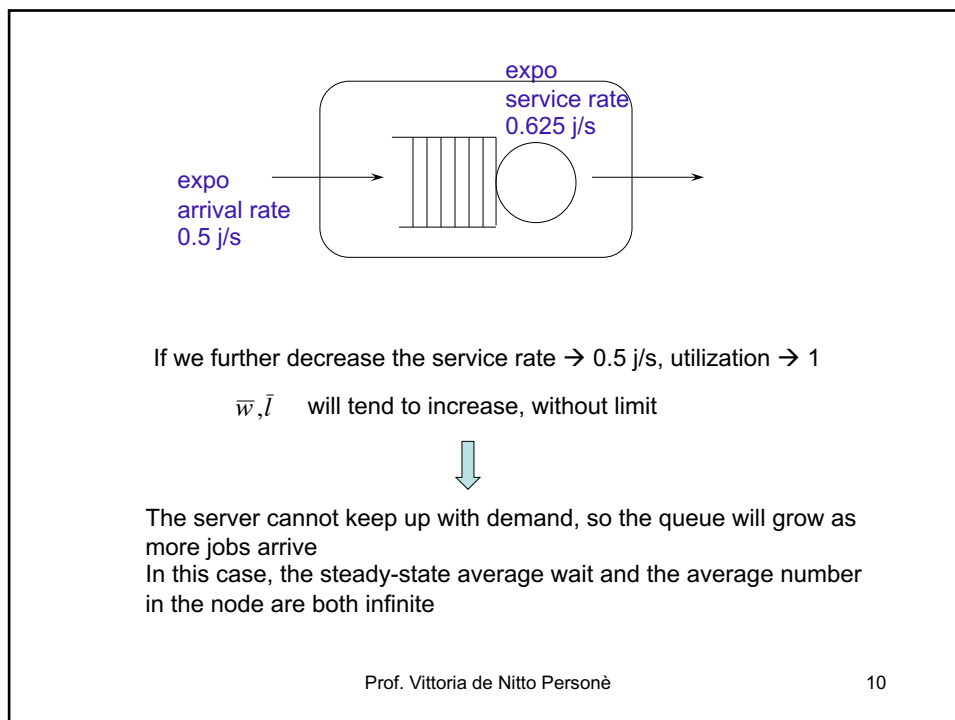 expo
service rate
0.625 j/s
expo
arrival rate
0.5 j/s
If we further decrease the service rate → 0.5 j/s, utilization → 1
w̅, l̅ will tend to increase, without limit
The server cannot keep up with demand, so the queue will grow as
more jobs arrive
In this case, the steady-state average wait and the average number
in the node are both infinite
Prof. Vittoria de Nitto Personè 10